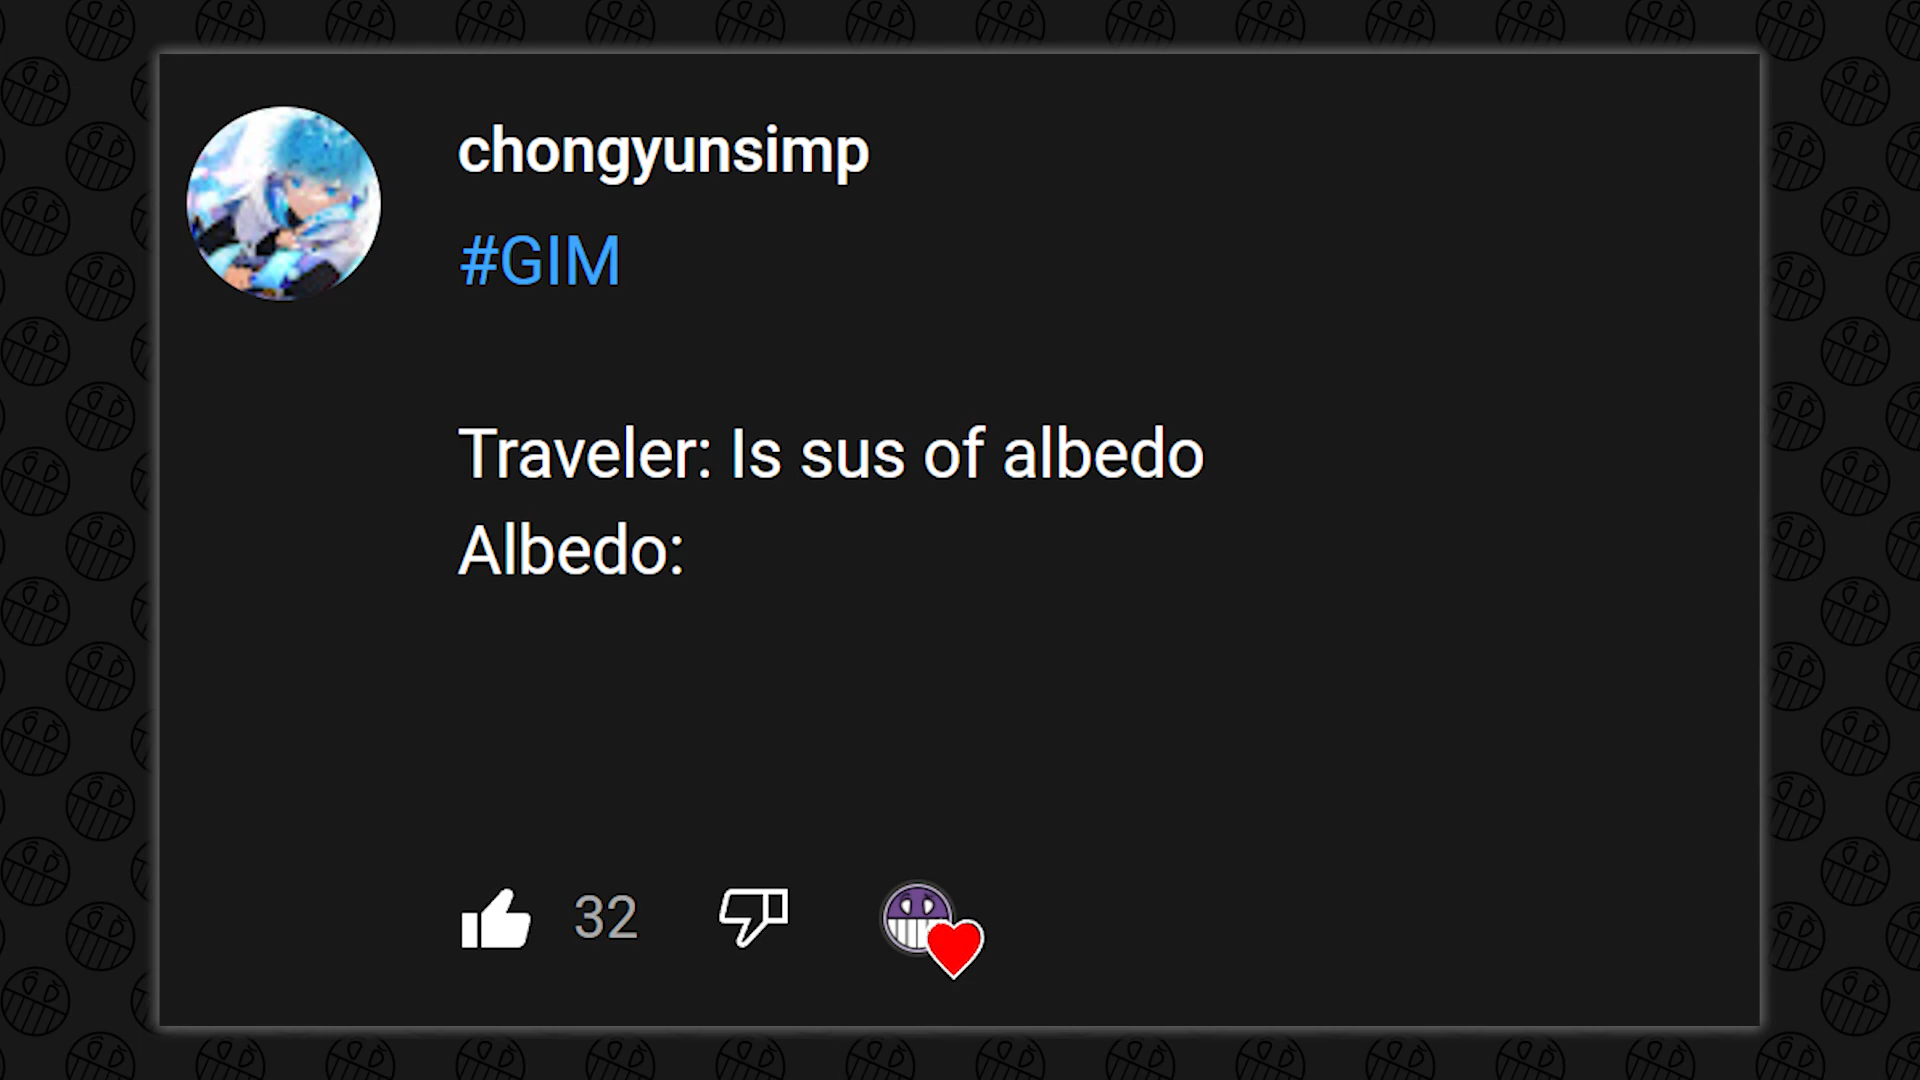 chongyunsimp
#GIM
Traveler: Is sus of albedo
Albedo:
32